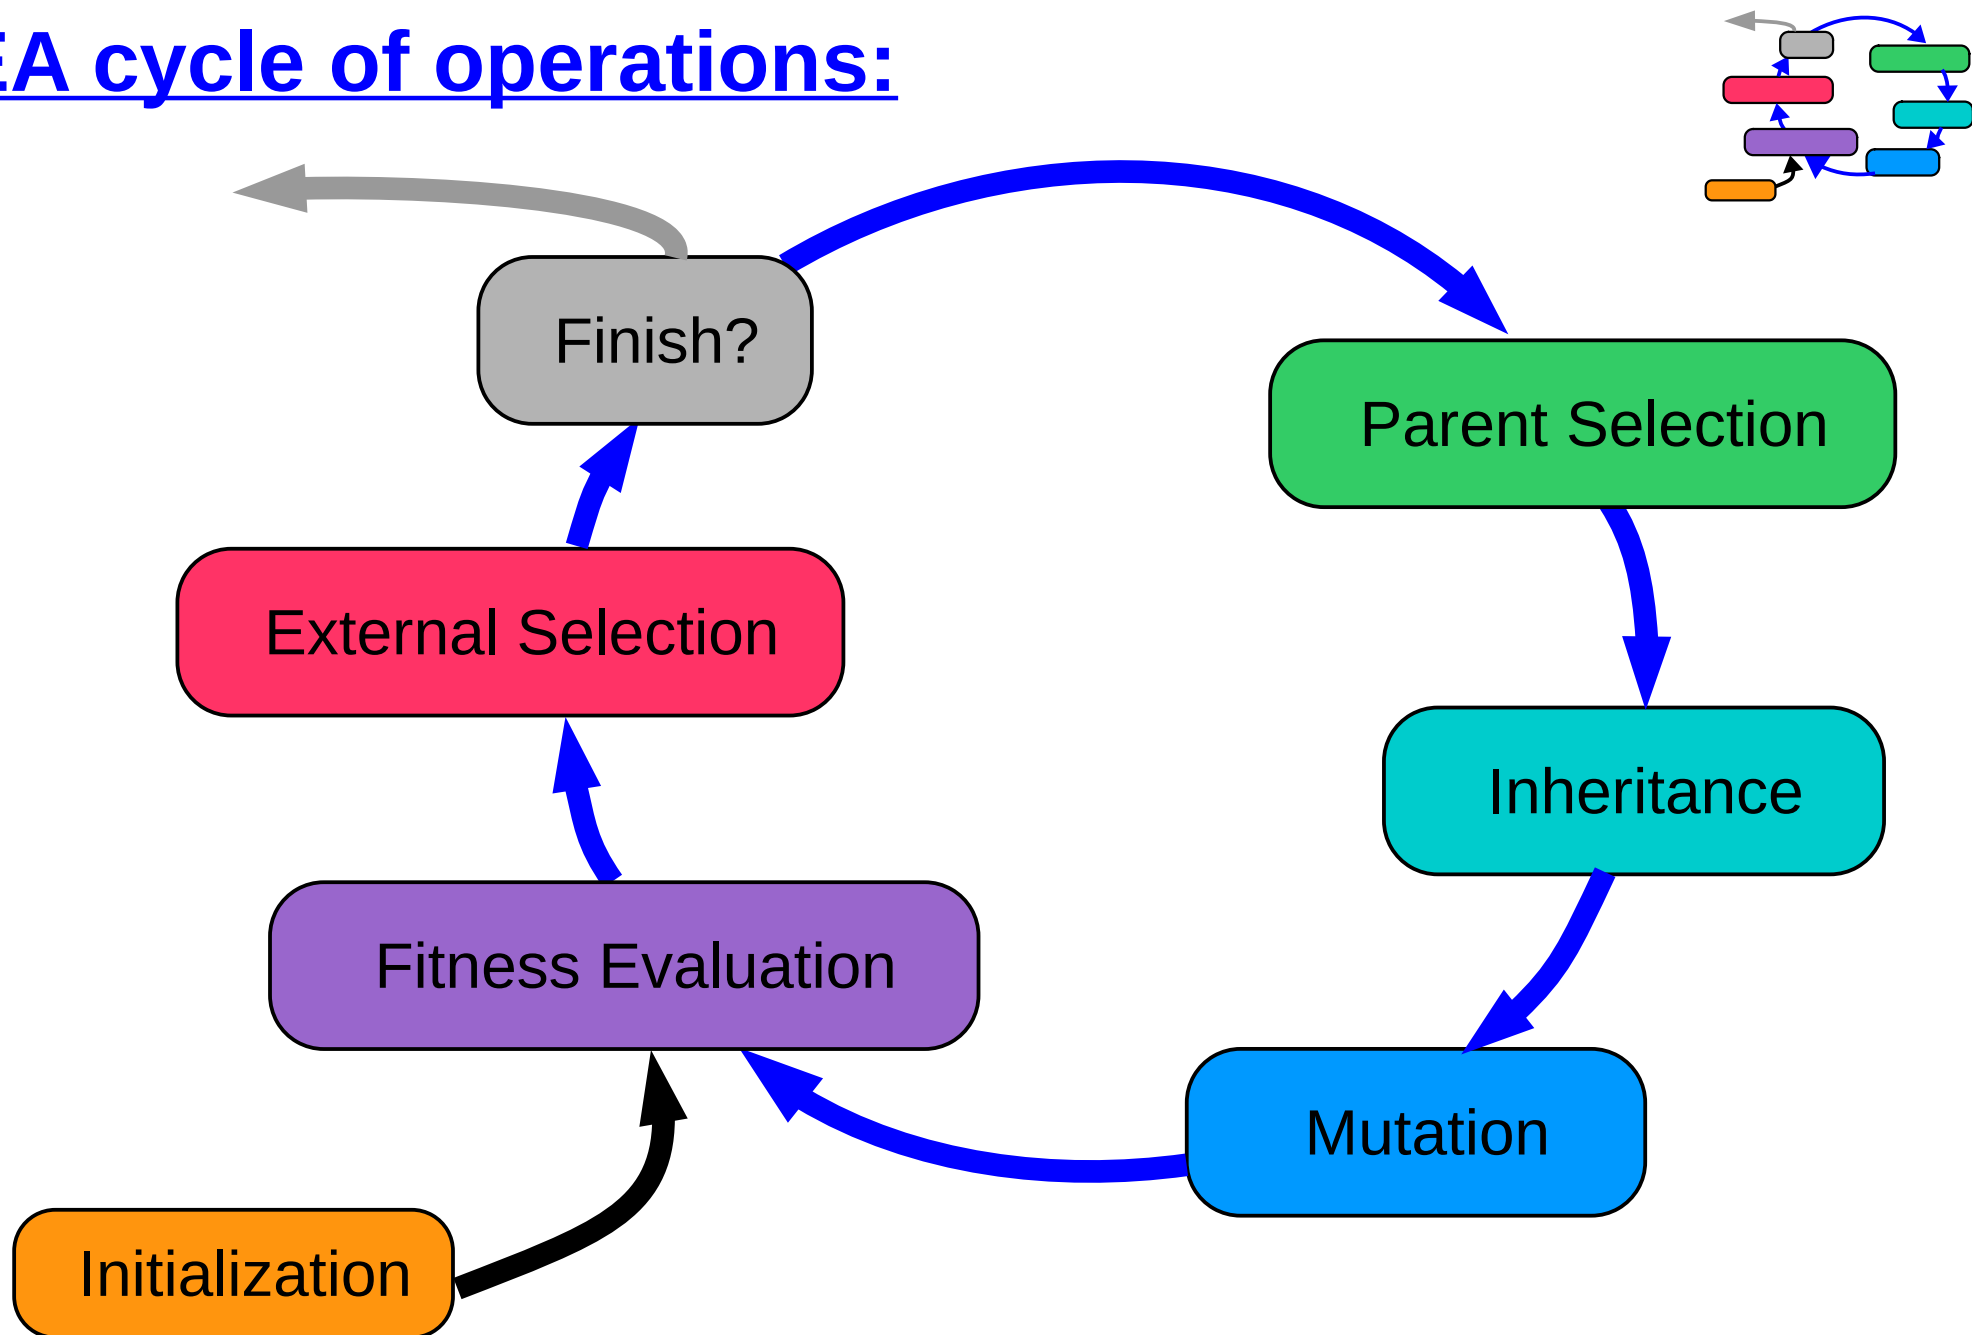 EA cycle of operations:
Finish?
Parent Selection
External Selection
Inheritance
Fitness Evaluation
Mutation
Initialization